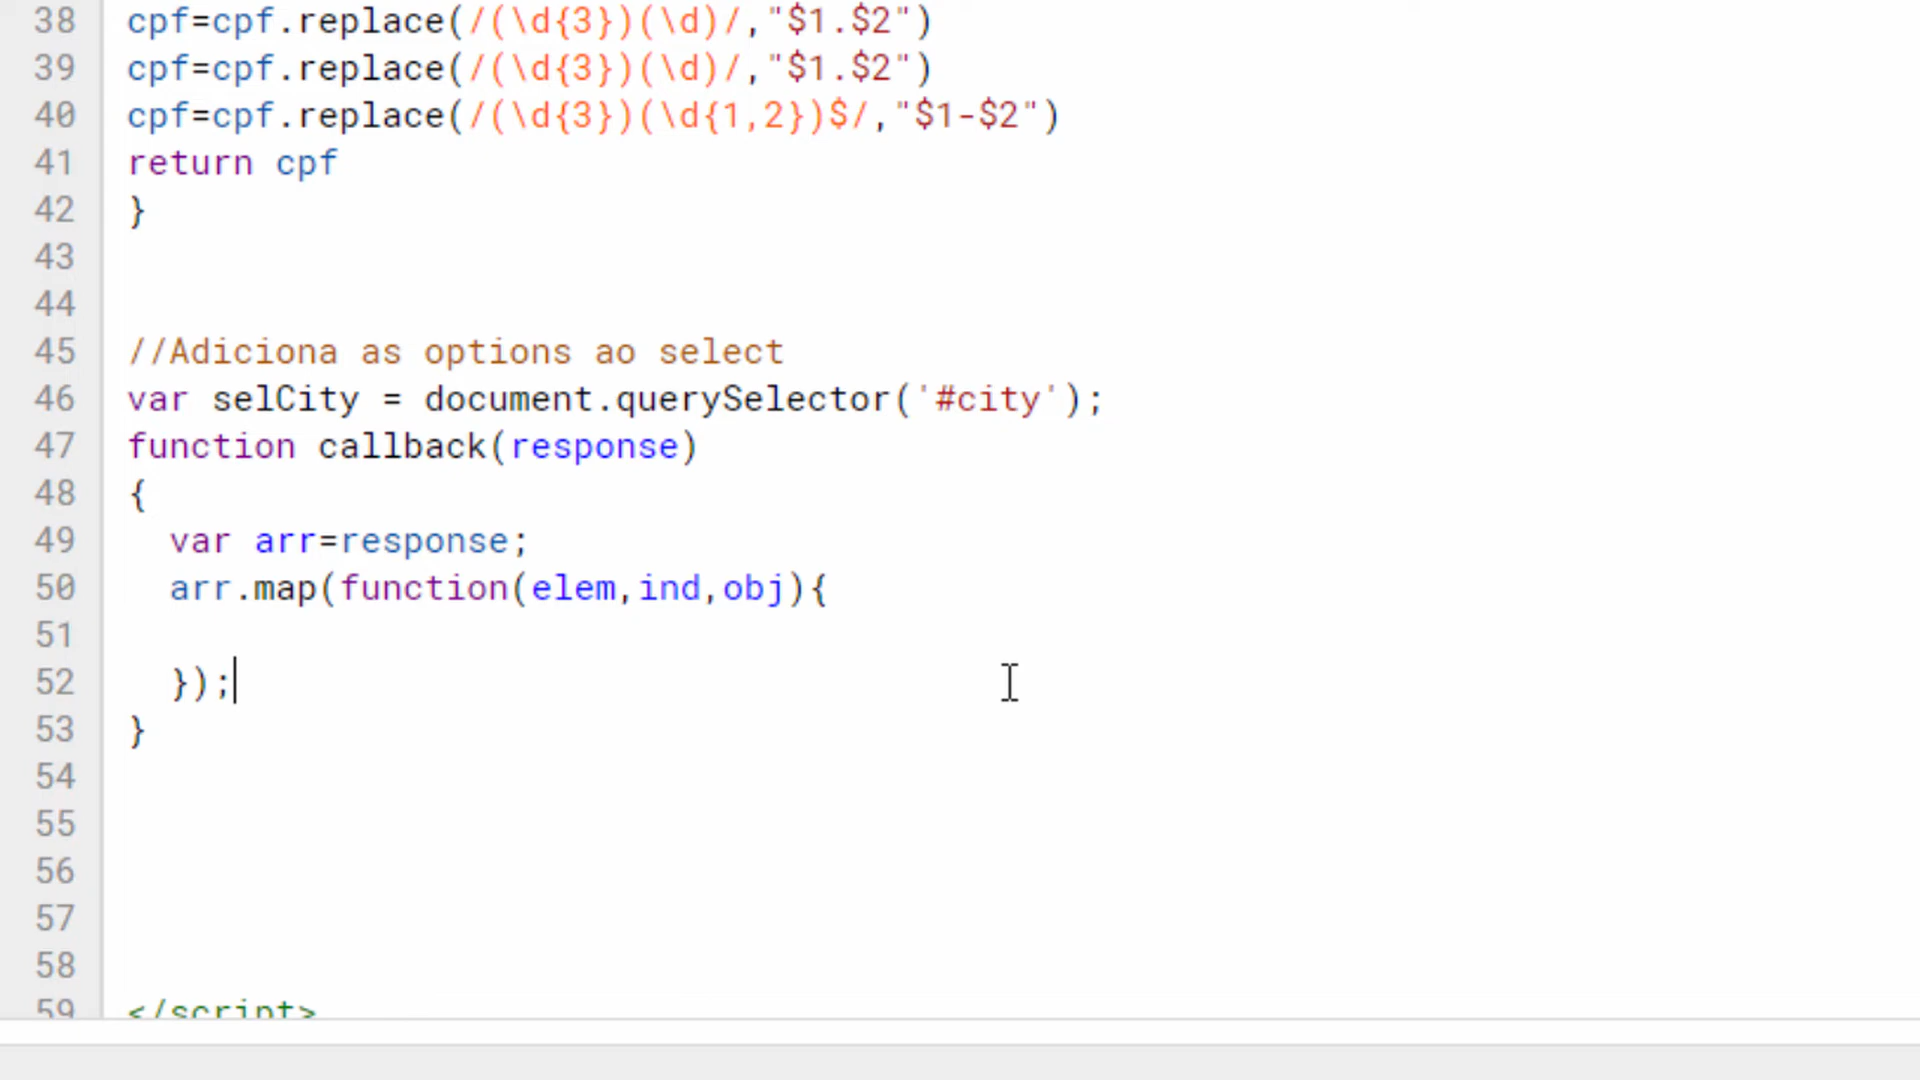 38 cpf=cpf.replace(/(\d{3})(\d)/,"$1.$2")
39 cpf=cpf.replace(/(\d{3})(\d)/,"$1.$2")
40 cpf=cpf.replace(/(\d{3})(\d{1,2})$/,"$1-$2")
41 return cpf
42 }
43
44
45 //Adiciona as options ao select
46 var selCity = document.querySelector('#city');
47 function callback(response)
48 {
49 var arr=response;
50 arr.map(function(elem,ind,obj){
51
52 });
53 }
54
55
56
57
58
59 </script>